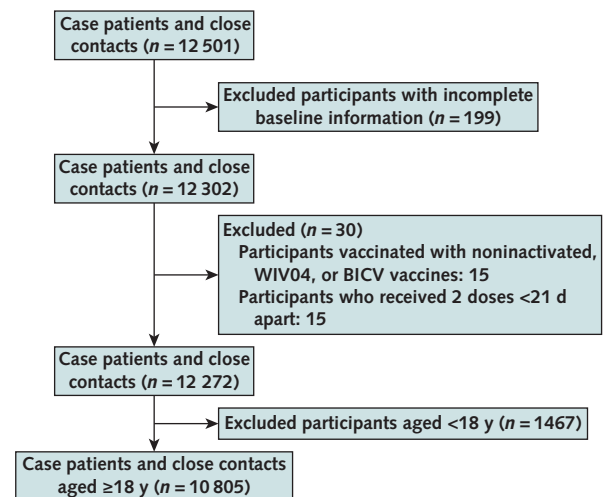 Case patients and close
contacts (n = 12 501)
Excluded participants with incomplete
baseline information (n = 199)
Case patients and close
contacts (n = 12 302)
Excluded (n = 30)
Participants vaccinated with noninactivated,
WIV04, or BICV vaccines: 15
Participants who received 2 doses <21 d
apart: 15
Case patients and close
contacts (n = 12 272)
Excluded participants aged <18 y (n = 1467)
Case patients and close contacts
aged ≥18 y (n = 10 805)